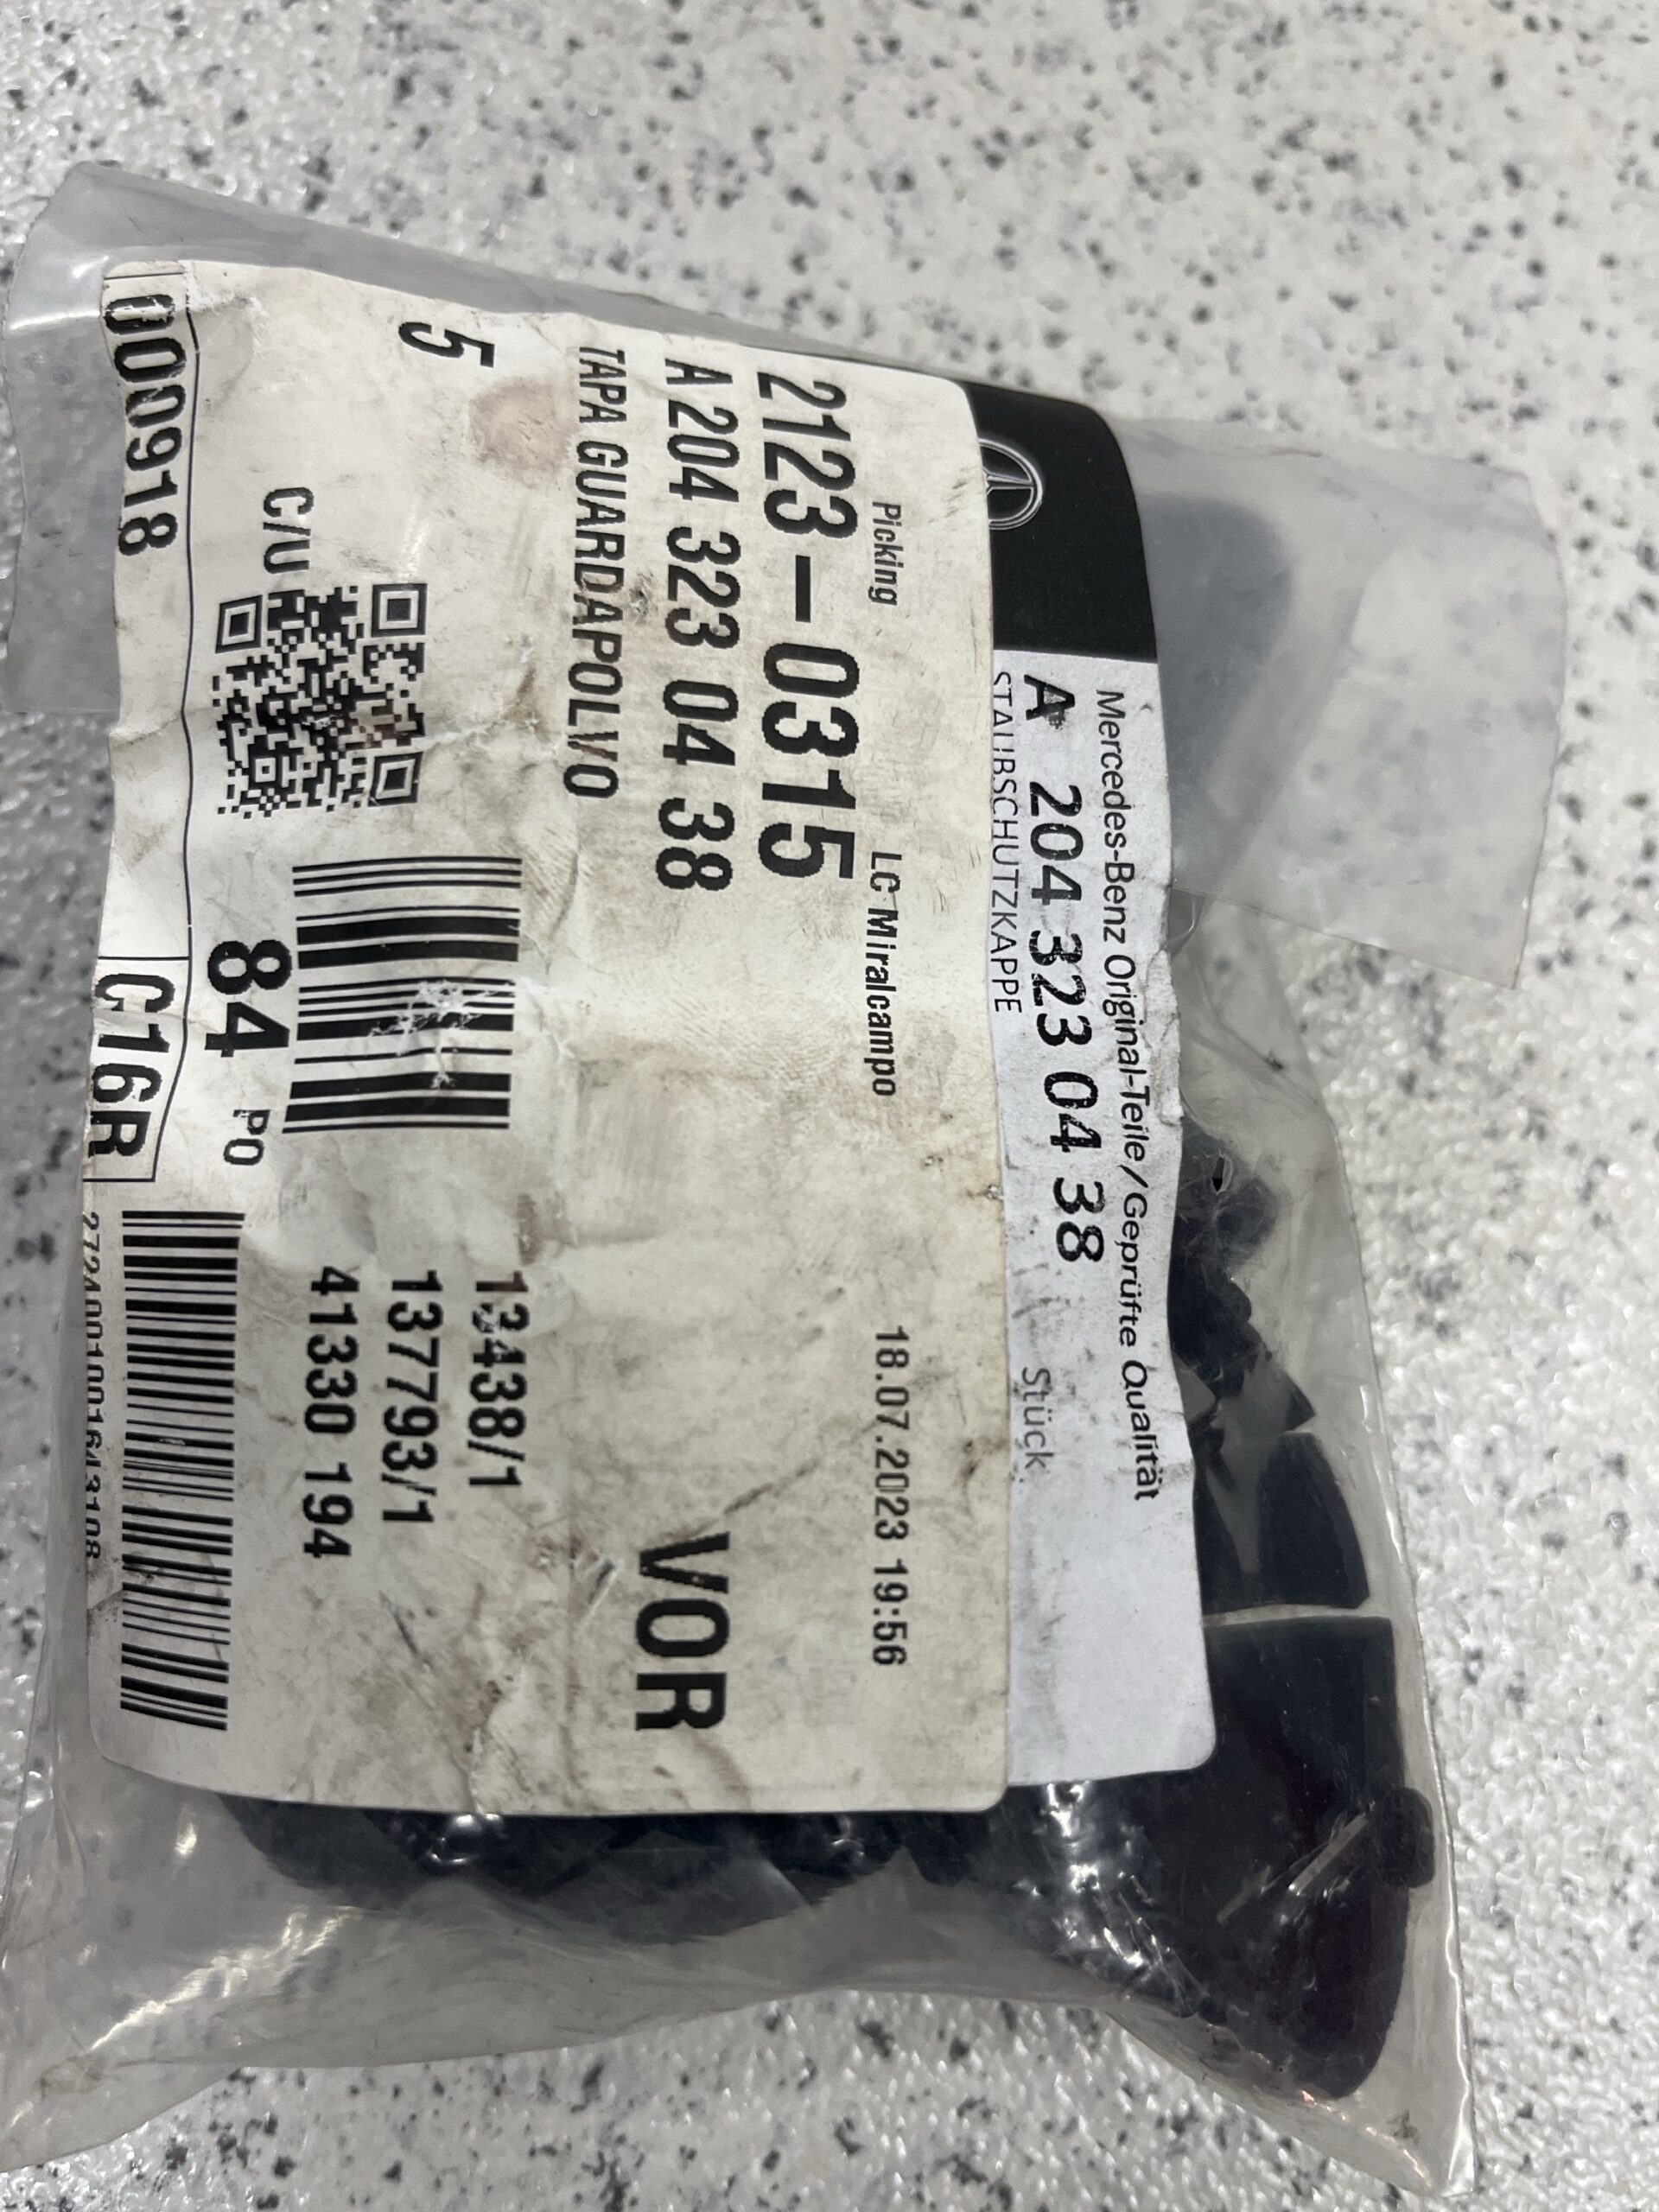 Mercedes-Benz Original-Teile/Geprüfte Qualität
A 204 323 04 38
STAUBSCHUTZKAPPE
Stück.
Picking LC Miralcampo 18.07.2023 19:56
2123-0315
A 204 323 04 38 VOR
TAPA GUARDAPOLVO
5
13438/1
137793/1
41330 194
C/U
84 PO
000918 C16R